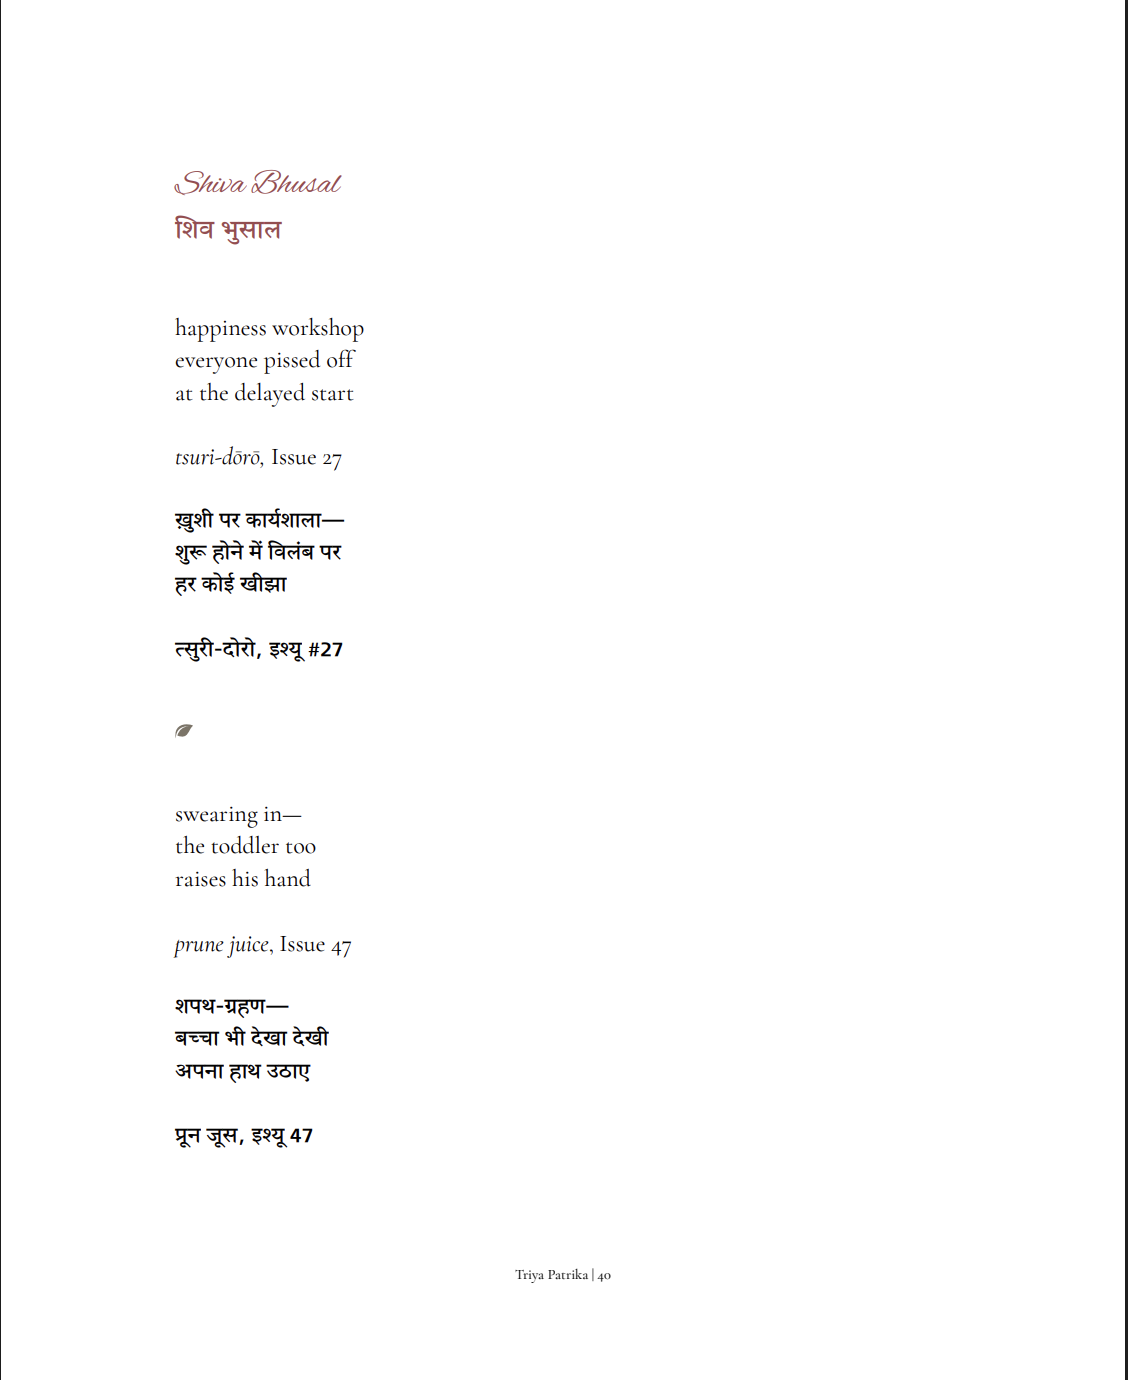 Shiva Bhusal
शिव भुसाल
happiness workshop
everyone pissed off
at the delayed start
tsuri-dōrō, Issue 27
ख़ुशी पर कार्यशाला—
शुरू होने में विलंब पर
हर कोई खीझा
त्सुरी-दोरो, इश्यू #27
swearing in—
the toddler too
raises his hand
prune juice, Issue 47
शपथ-ग्रहण—
बच्चा भी देखा देखी
अपना हाथ उठाए
प्रून जूस, इश्यू 47
Triya Patrika | 40